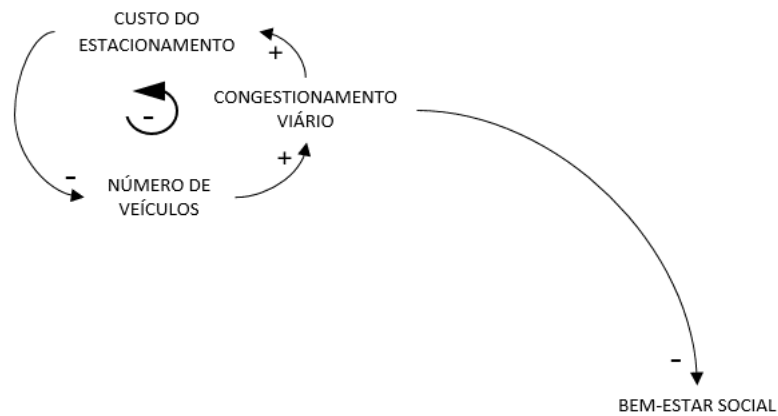 CUSTO DO
ESTACIONAMENTO
+
CONGESTIONAMENTO
VIÁRIO
-
+
-
NÚMERO DE
VEÍCULOS
-
BEM-ESTAR SOCIAL